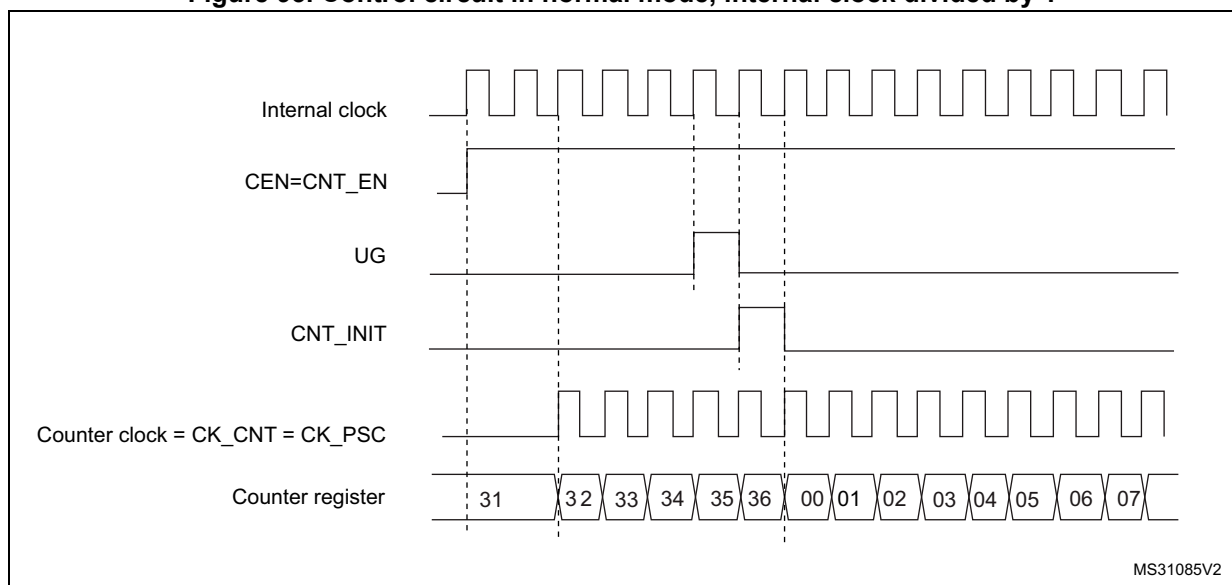 Internal clock
CEN=CNT_EN
UG
CNT_INIT
Counter clock = CK_CNT = CK_PSC
Counter register 31 32 33 34 35 36 00 01 02 03 04 05 06 07
MS31085V2